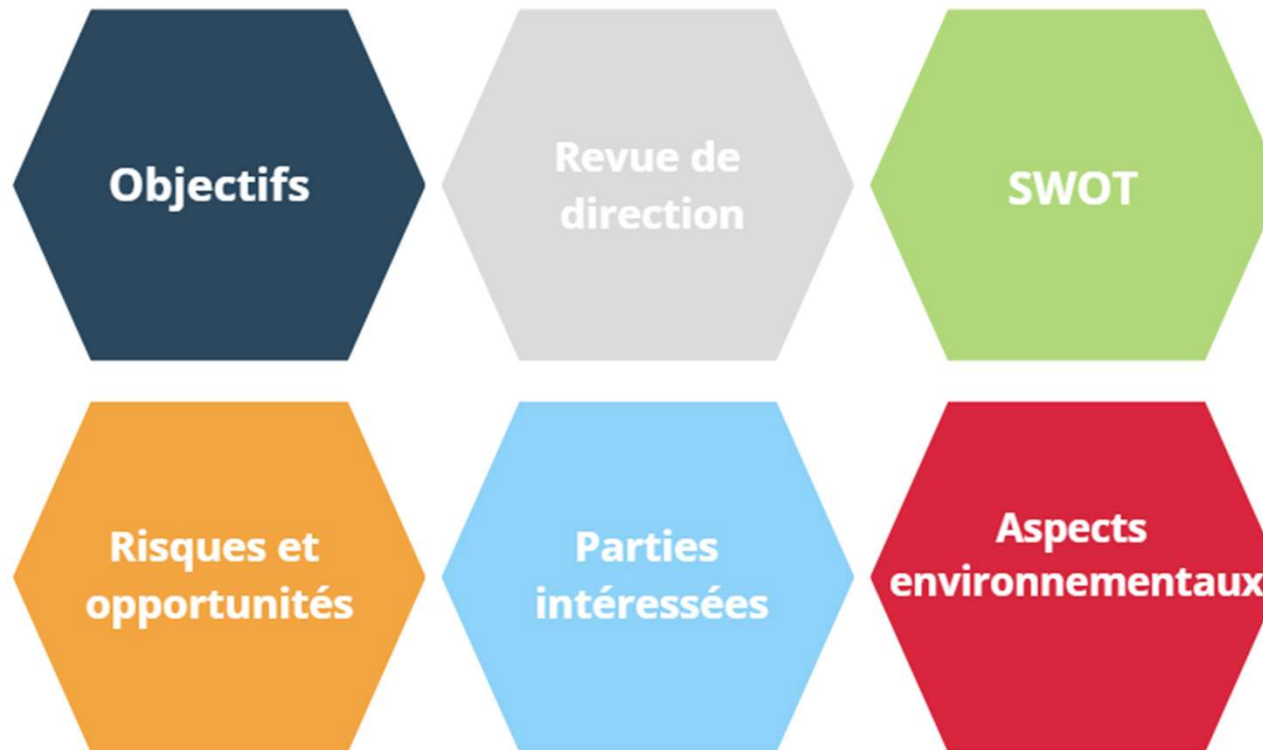 Objectifs
Revue de
direction
SWOT
Risques et
opportunités
Parties
intéressées
Aspects
environnementaux